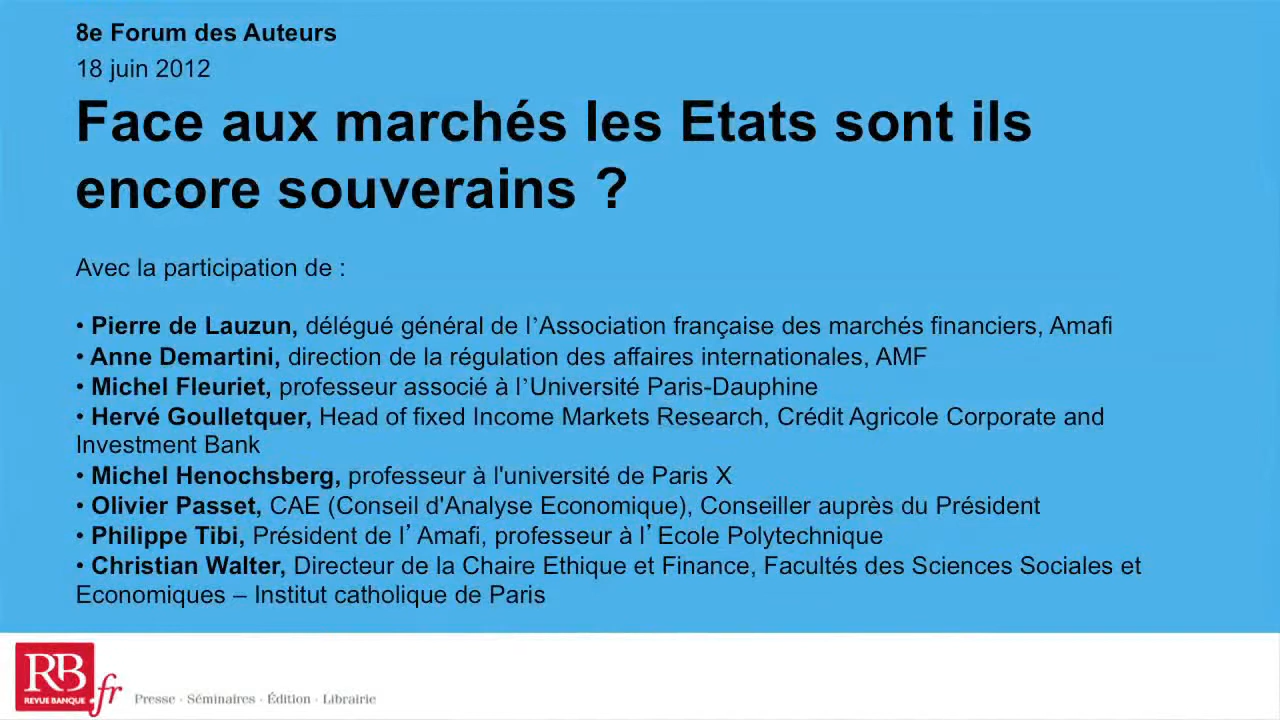 8e Forum des Auteurs
18 juin 2012
Face aux marchés les Etats sont ils
encore souverains ?
Avec la participation de :
• Pierre de Lauzun, délégué général de l’Association française des marchés financiers, Amafi
• Anne Demartini, direction de la régulation des affaires internationales, AMF
• Michel Fleuriet, professeur associé à l’Université Paris-Dauphine
• Hervé Goulletquer, Head of fixed Income Markets Research, Crédit Agricole Corporate and
Investment Bank
• Michel Henochsberg, professeur à l'université de Paris X
• Olivier Passet, CAE (Conseil d'Analyse Economique), Conseiller auprès du Président
• Philippe Tibi, Président de l’Amafi, professeur à l’Ecole Polytechnique
• Christian Walter, Directeur de la Chaire Ethique et Finance, Facultés des Sciences Sociales et
Economiques – Institut catholique de Paris
RB
REVUE BANQUE
.fr
Presse · Séminaires · Édition · Librairie